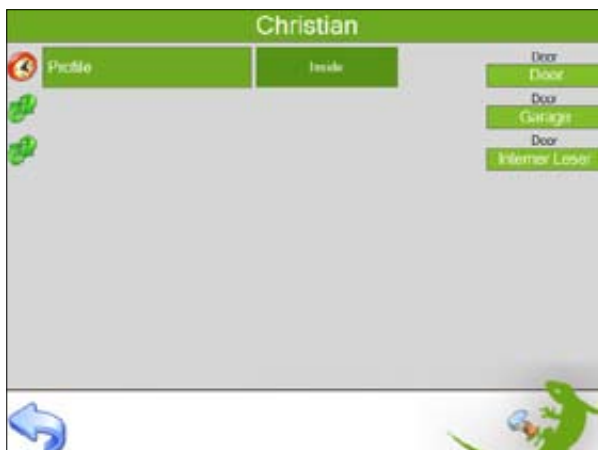 Christian
Profile Inside
Door
Door
Door
Garage
Door
Interner Leser